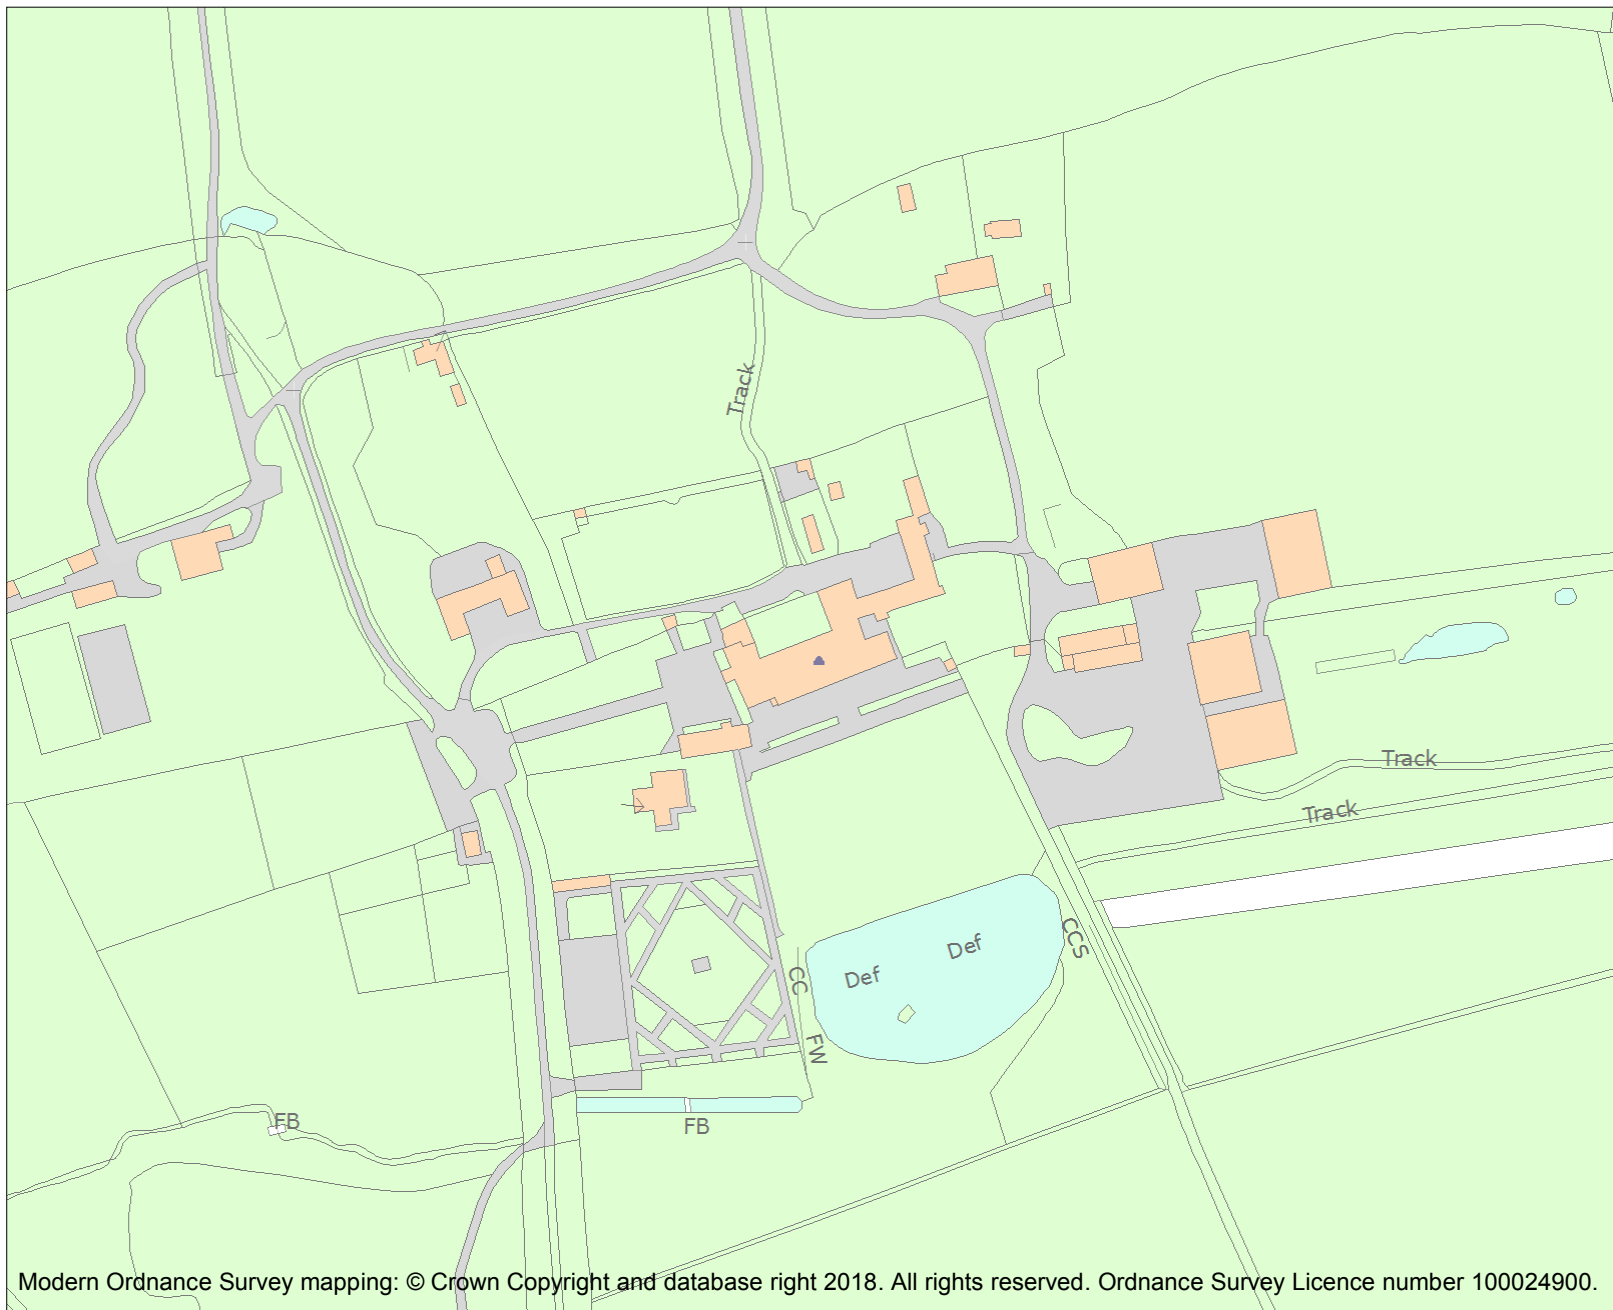 Track
Track
Track
Def
Def
CCS
CC
FW
FB
FB
Modern Ordnance Survey mapping: © Crown Copyright and database right 2018. All rights reserved. Ordnance Survey Licence number 100024900.